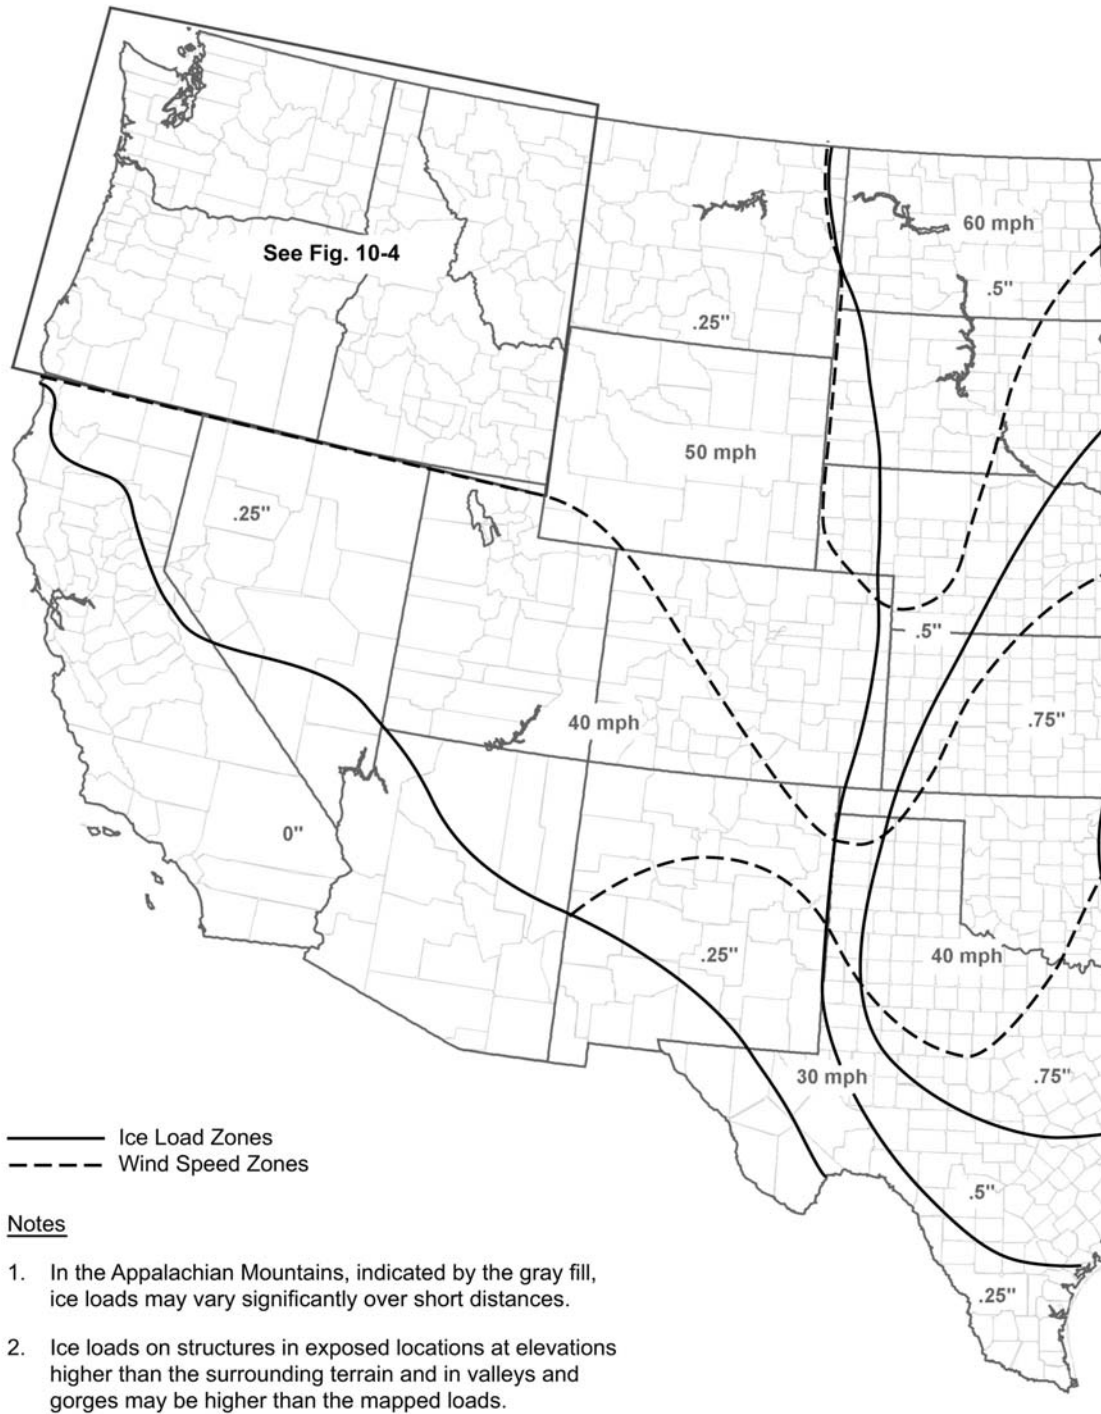 60 mph
See Fig. 10-4
.5"
.25"
50 mph
.25"
.5"
40 mph
.75"
0"
.25"
40 mph
30 mph
.75"
Ice Load Zones
Wind Speed Zones
.5"
Notes
1. In the Appalachian Mountains, indicated by the gray fill,
ice loads may vary significantly over short distances.
.25"
2. Ice loads on structures in exposed locations at elevations
higher than the surrounding terrain and in valleys and
gorges may be higher than the mapped loads.